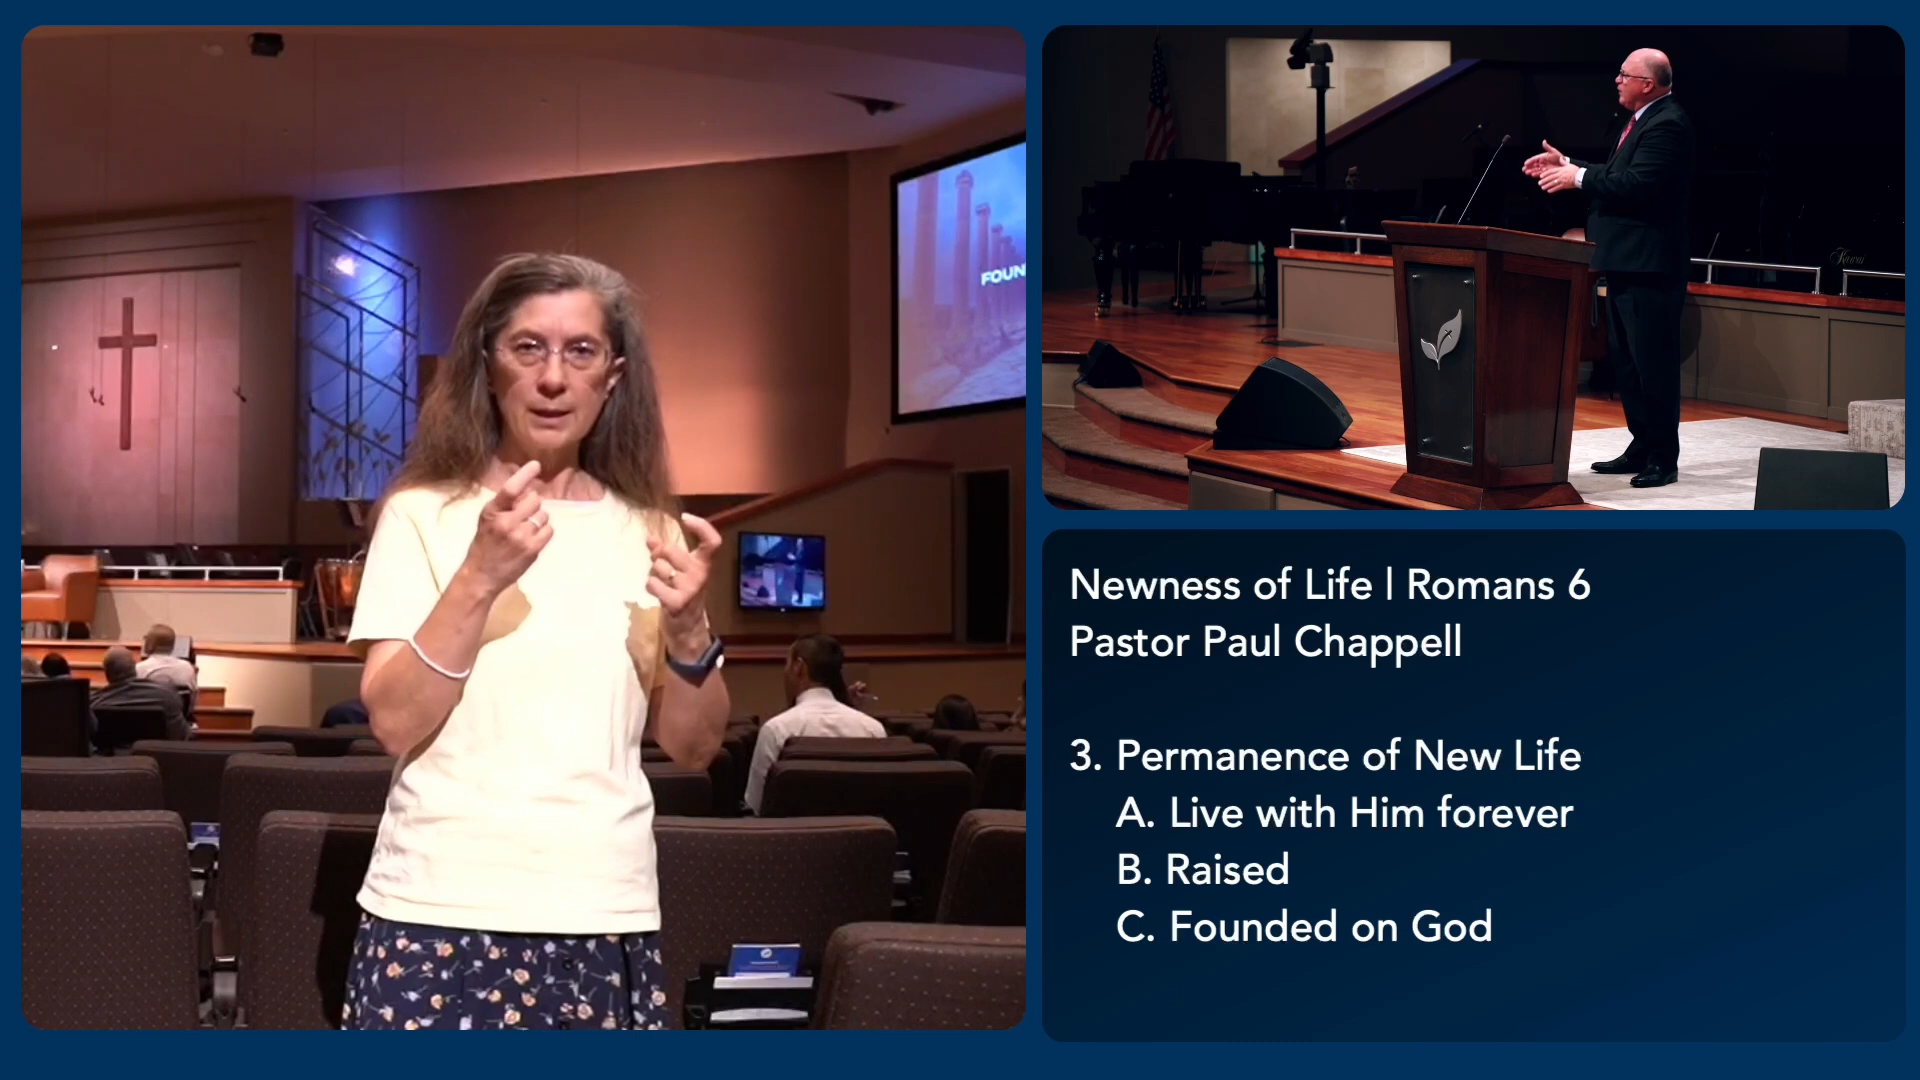 FOUN
Kawai
Newness of Life | Romans 6
Pastor Paul Chappell
3. Permanence of New Life
A. Live with Him forever
B. Raised
C. Founded on God